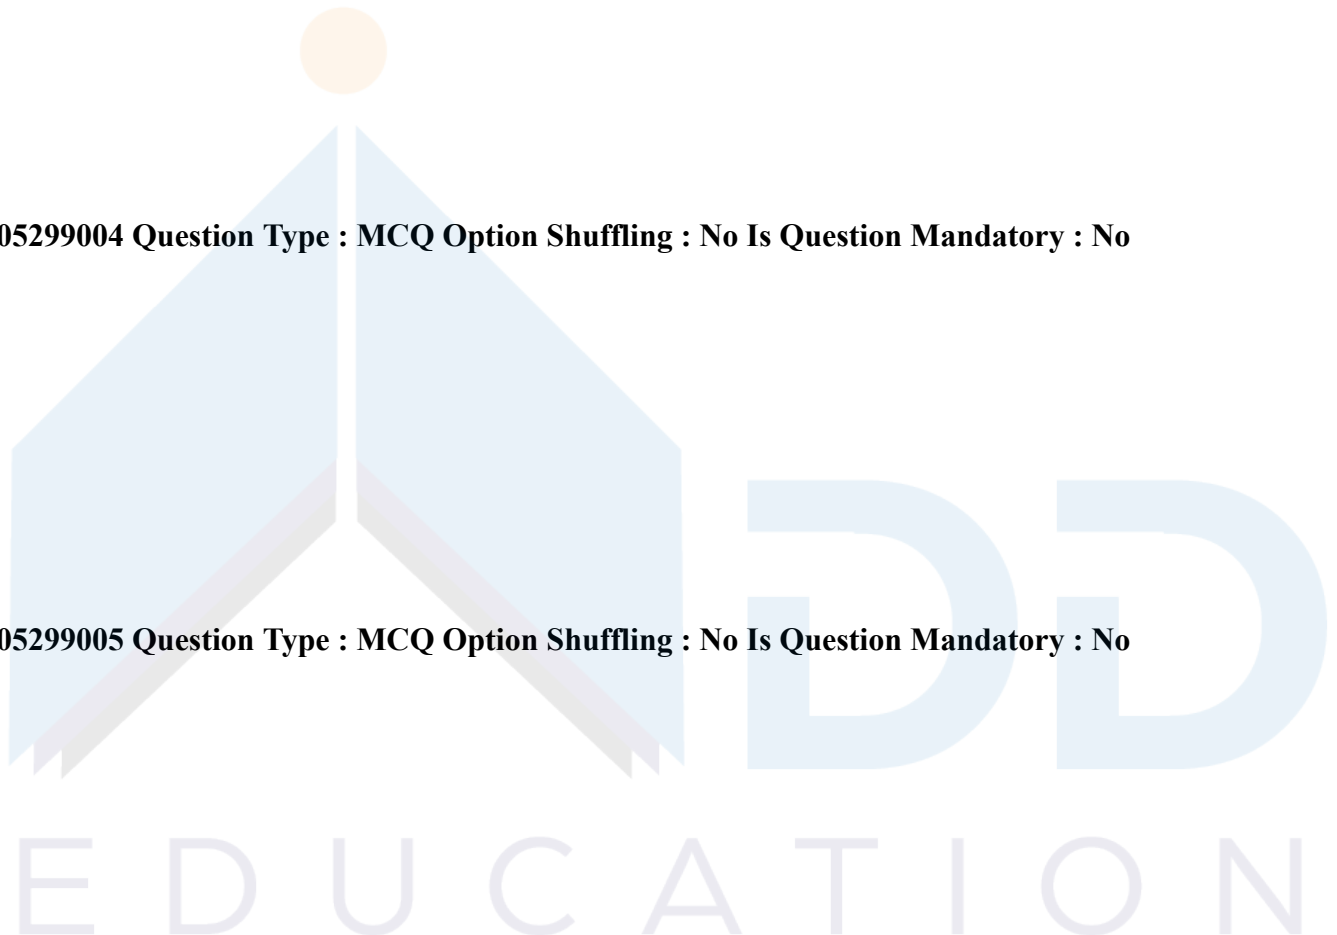 05299004 Question Type : MCQ Option Shuffling : No Is Question Mandatory : No
05299005 Question Type : MCQ Option Shuffling : No Is Question Mandatory : No
DD
EDUCATION